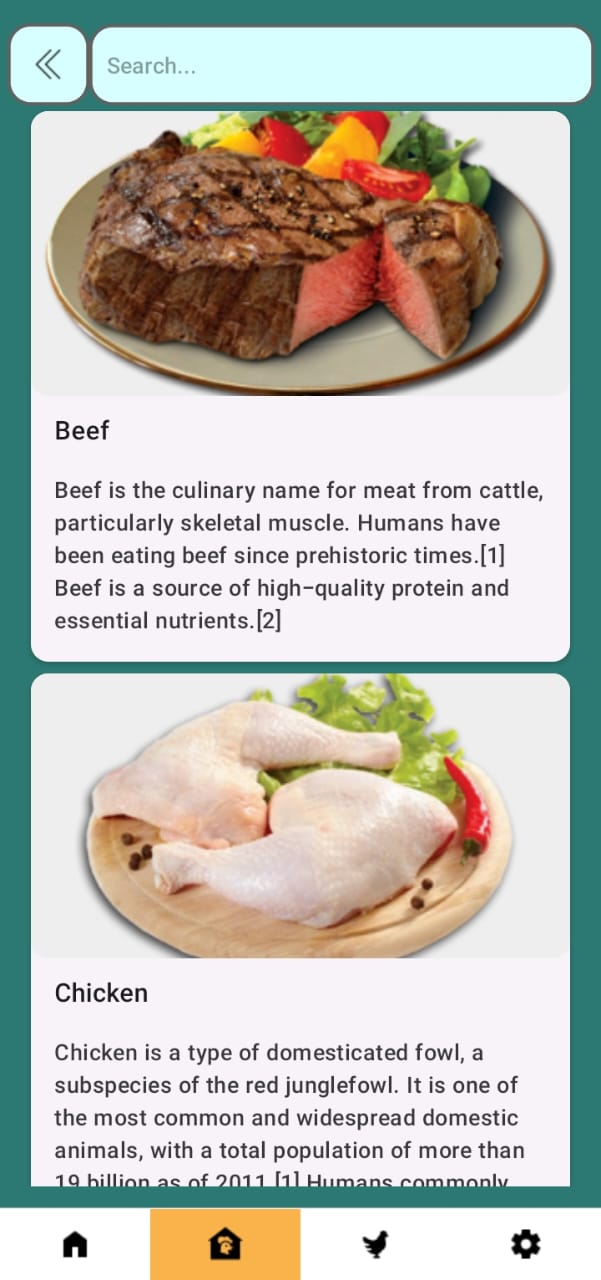 Search...
Beef
Beef is the culinary name for meat from cattle,
particularly skeletal muscle. Humans have
been eating beef since prehistoric times.[1]
Beef is a source of high-quality protein and
essential nutrients.[2]
Chicken
Chicken is a type of domesticated fowl, a
subspecies of the red junglefowl. It is one of
the most common and widespread domestic
animals, with a total population of more than
19 billion as of 2011.[1] Humans commonly